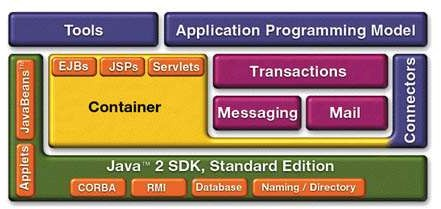 Tools
Application Programming Model
EJBs
JSPs
Servlets
Container
Transactions
Messaging
Mail
Connectors
JavaBeans™
Applets
Java™ 2 SDK, Standard Edition
CORBA
RMI
Database
Naming / Directory